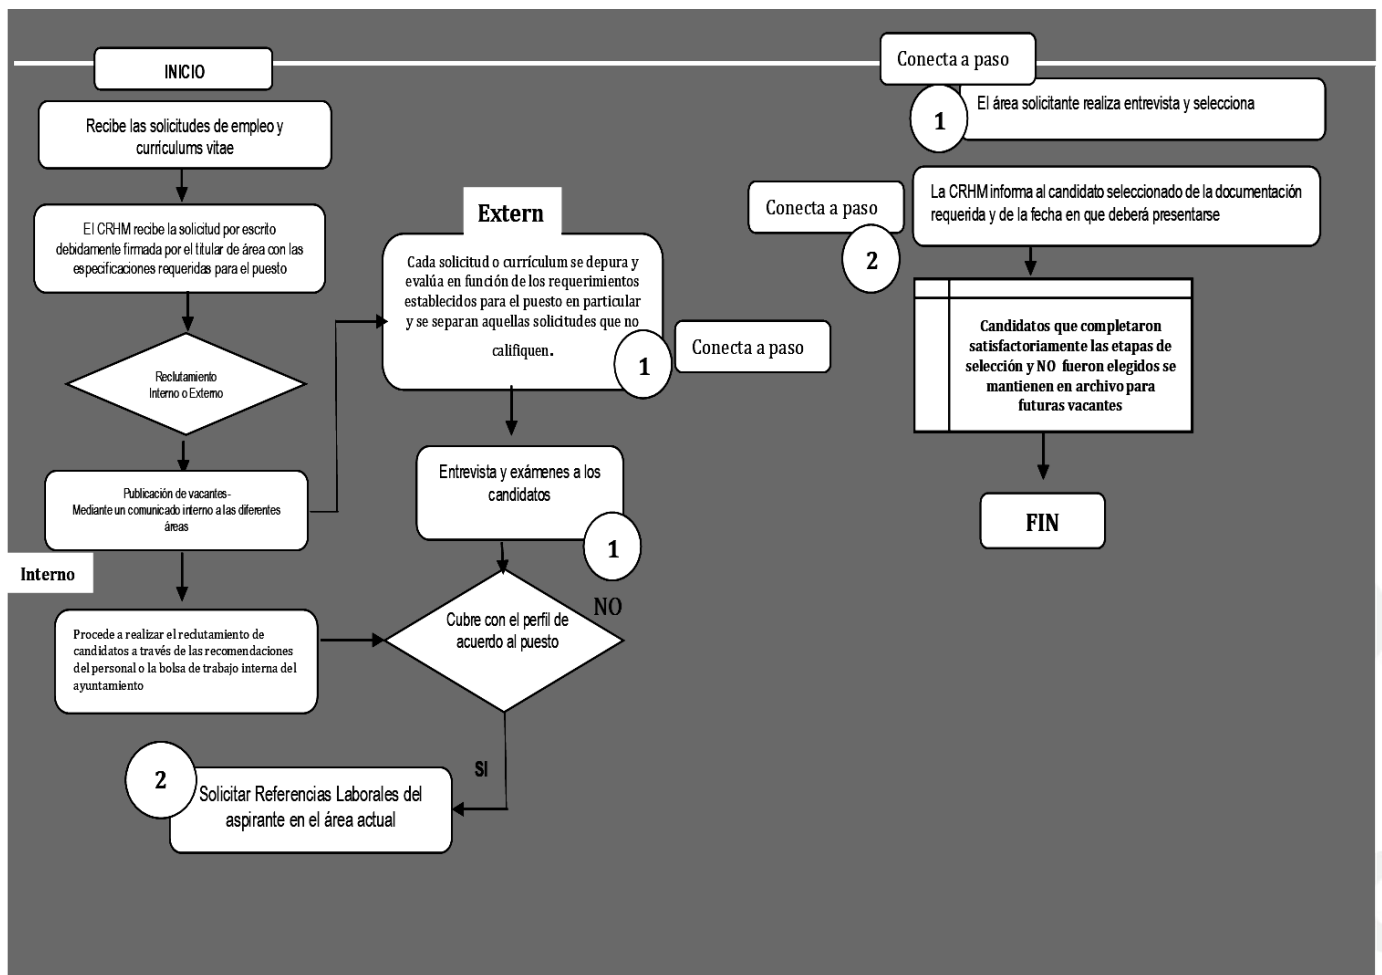 INICIO
Recibe las solicitudes de empleo y
currículums vitae
El CRHM recibe la solicitud por escrito
debidamente firmada por el titular de área con las
especificaciones requeridas para el puesto
Reclutamiento
Interno o Externo
Publicación de vacantes-
Mediante un comunicado interno a las diferentes
áreas
Interno
Procede a realizar el reclutamiento de
candidatos a través de las recomendaciones
del personal o la bolsa de trabajo interna del
ayuntamiento
Extern
Cada solicitud o currículum se depura y
evalúa en función de los requerimientos
establecidos para el puesto en particular
y se separan aquellas solicitudes que no
califiquen.
1
Conecta a paso
Entrevista y exámenes a los
candidatos
1
Cubre con el perfil de
acuerdo al puesto
NO
SI
2
Solicitar Referencias Laborales del
aspirante en el área actual
Conecta a paso
1
El área solicitante realiza entrevista y selecciona
Conecta a paso
2
La CRHM informa al candidato seleccionado de la documentación
requerida y de la fecha en que deberá presentarse
Candidatos que completaron
satisfactoriamente las etapas de
selección y NO fueron elegidos se
mantienen en archivo para
futuras vacantes
FIN